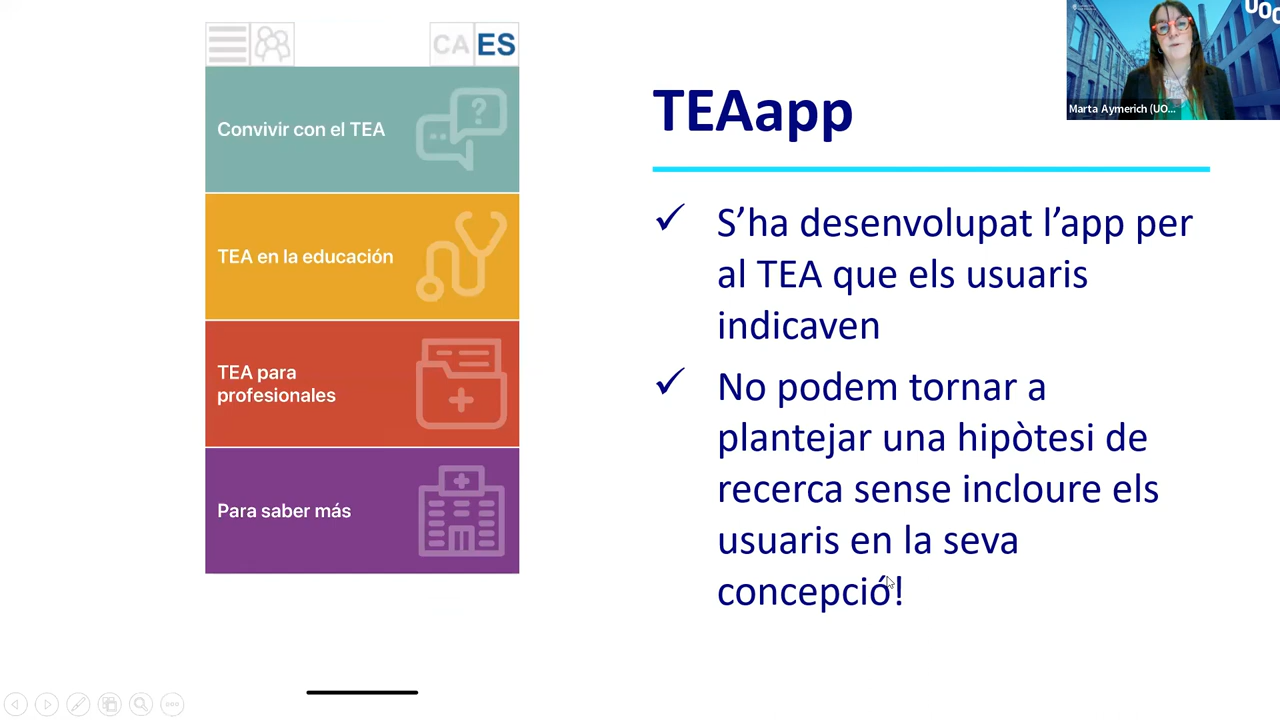 CA ES
Convivir con el TEA
TEA en la educación
TEA para
profesionales
Para saber más
TEAapp
✓ S’ha desenvolupat l’app per
al TEA que els usuaris
indicaven
✓ No podem tornar a
plantejar una hipòtesi de
recerca sense incloure els
usuaris en la seva
concepció!
UOC
Marta Aymerich (UO...